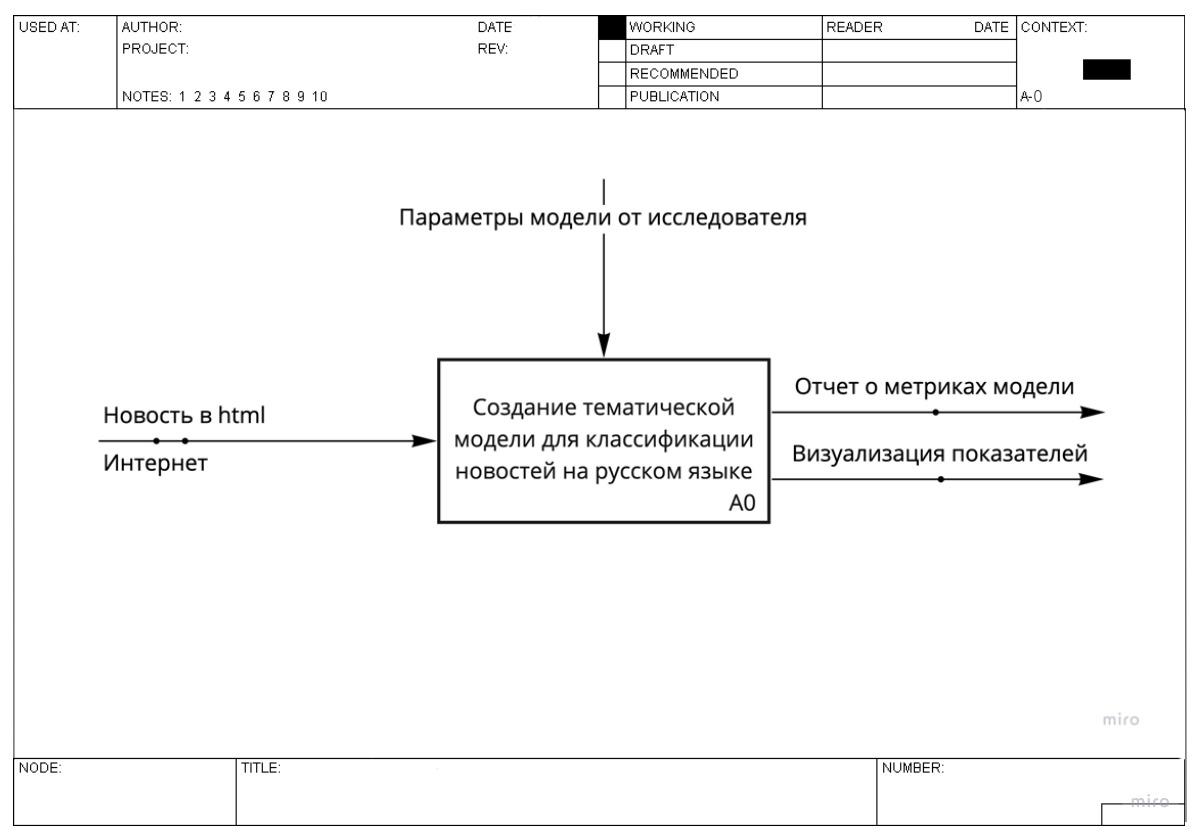 USED AT:
AUTHOR:
DATE
PROJECT:
REV:
NOTES: 1 2 3 4 5 6 7 8 9 10
WORKING
DRAFT
RECOMMENDED
PUBLICATION
READER
DATE
CONTEXT:
A-0
Параметры модели от исследователя
Новость в html
Интернет
Создание тематической
модели для классификации
новостей на русском языке
A0
Отчет о метриках модели
Визуализация показателей
miro
NODE:
TITLE:
NUMBER:
miro